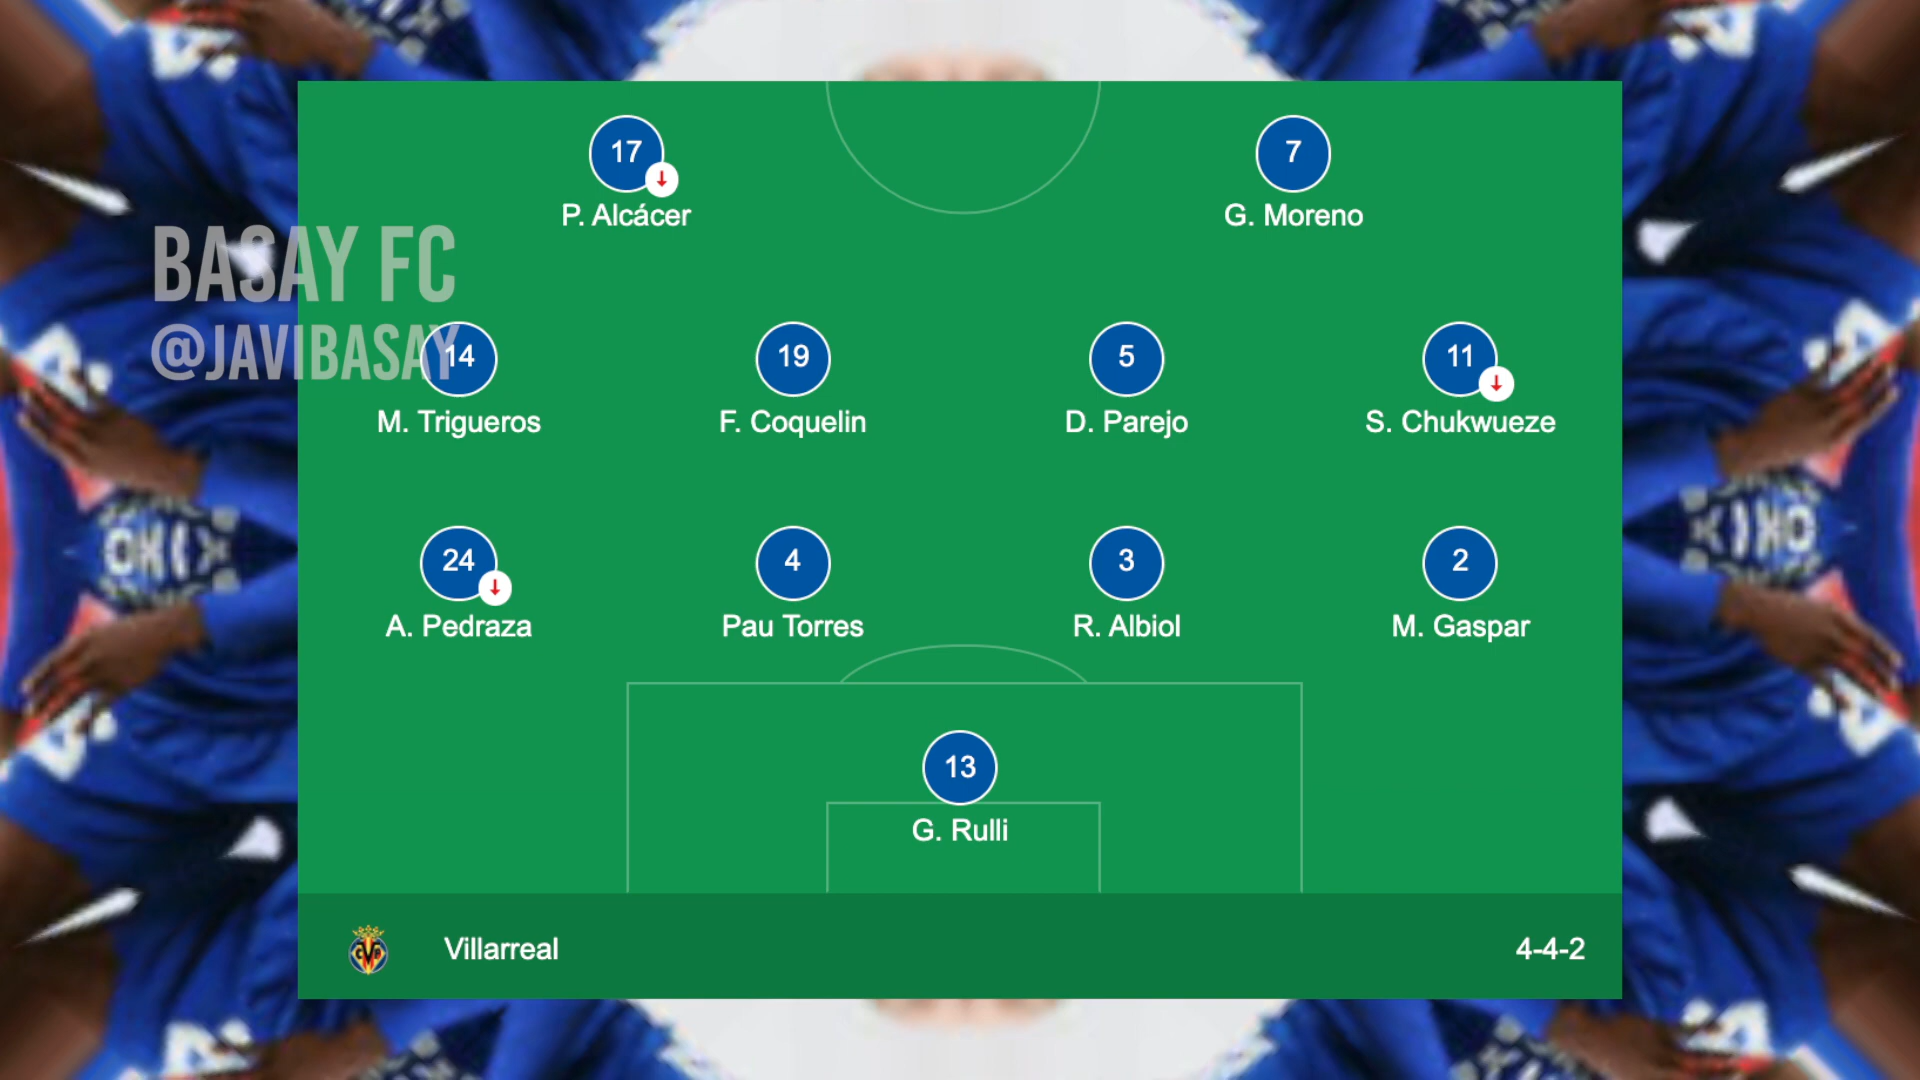 17
7
P. Alcácer
G. Moreno
BASAY FC
@JAVIBASAY
14
19
5
11
M. Trigueros
F. Coquelin
D. Parejo
S. Chukwueze
24
4
3
2
A. Pedraza
Pau Torres
R. Albiol
M. Gaspar
13
G. Rulli
Villarreal
4-4-2